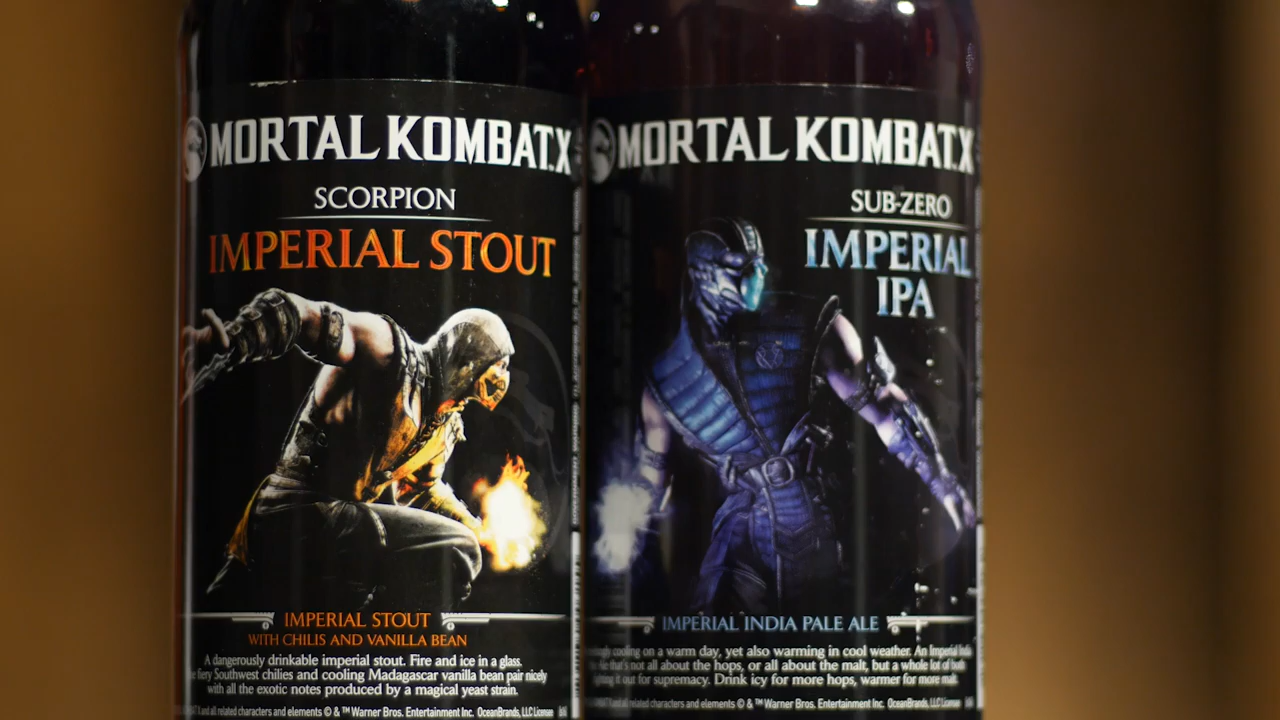 MORTAL KOMBAT X
SCORPION
IMPERIAL STOUT
IMPERIAL STOUT
WITH CHILIS AND VANILLA BEAN
A dangerously drinkable imperial stout. Fire and ice in a glass.
fiery Southwest chilies and cooling Madagascar vanilla bean pair nicely
with all the exotic notes produced by a magical yeast strain.
and all related characters and elements © & ™ Warner Bros. Entertainment Inc. OceanBrands, LLC Licensee
MORTAL KOMBAT X
SUB-ZERO
IMPERIAL
IPA
IMPERIAL INDIA PALE ALE
cooling on a warm day, yet also warming in cool weather. An Imperial India
that's not all about the hops, or all about the malt, but a whole lot of both
fighting it out for supremacy. Drink icy for more hops, warmer for more malt.
and all related characters and elements © & ™ Warner Bros. Entertainment Inc. OceanBrands, LLC Licensee